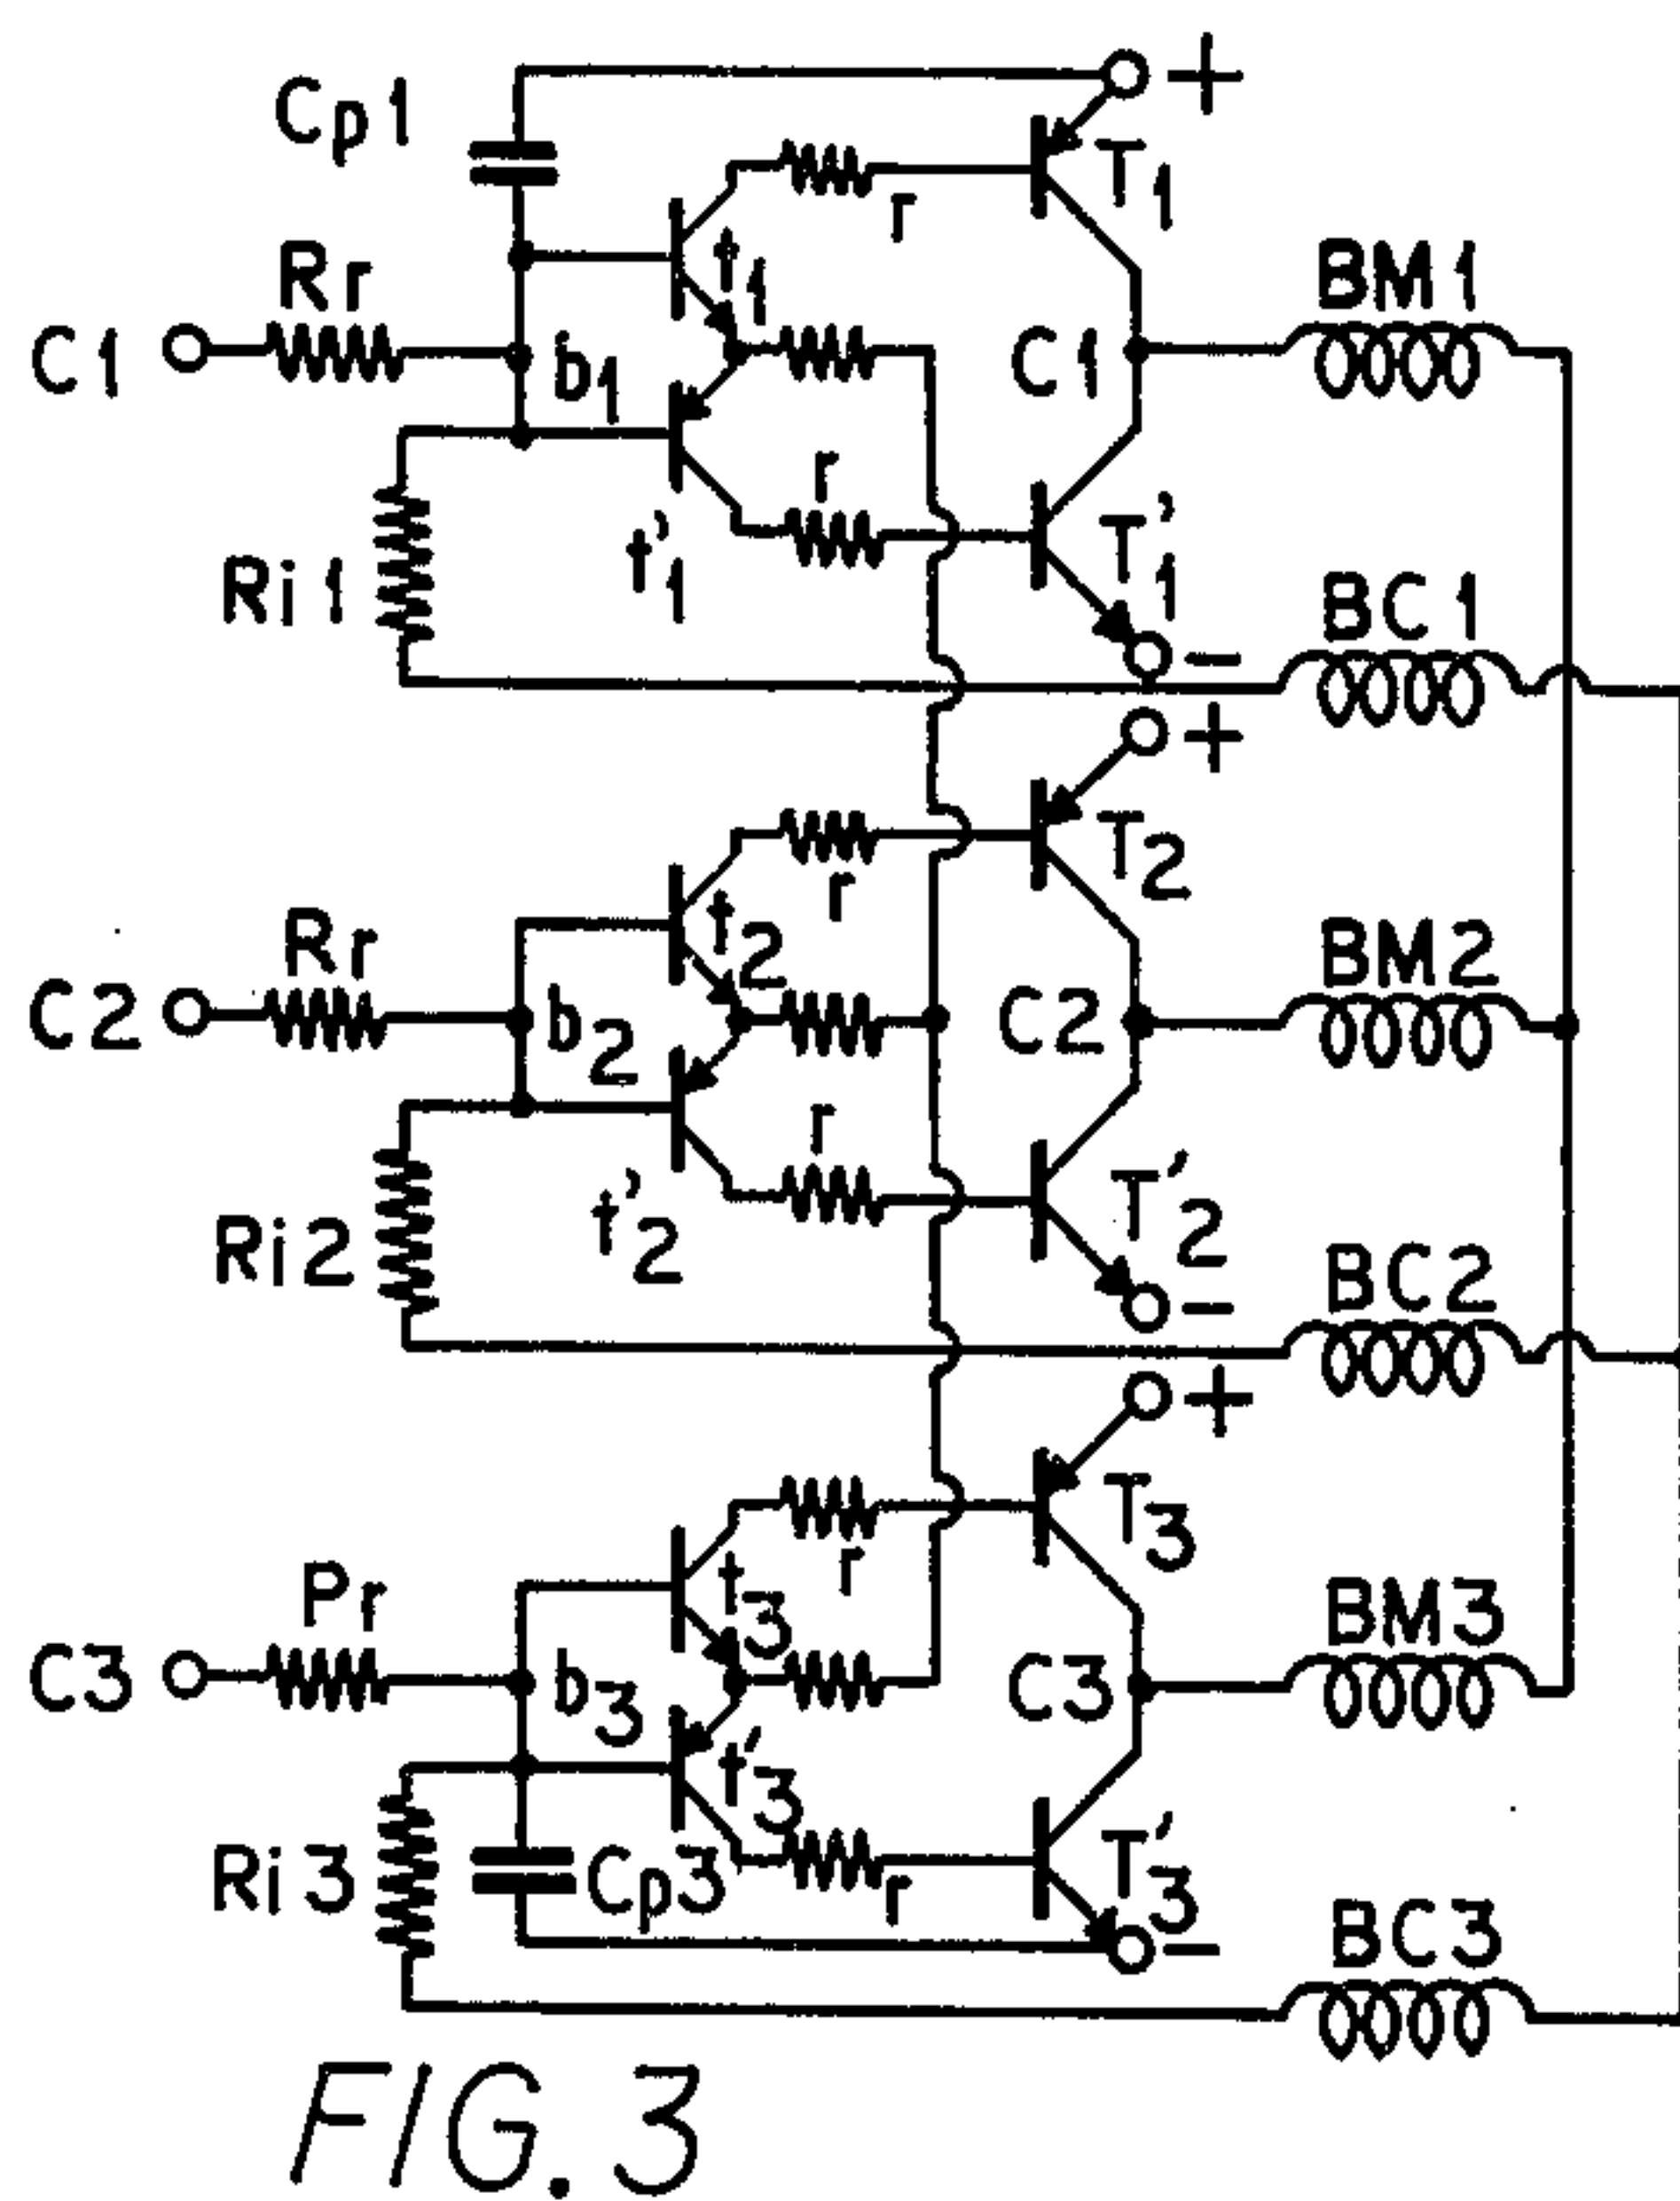 Cp1
+
T1
r
t1
Rr
BM1
C1
b1
C1
r
t'1
T'1
Ri1
BC1
-
+
T2
r
t2
Rr
BM2
C2
b2
C2
r
t'2
T'2
Ri2
BC2
-
+
T3
r
t3
Pr
BM3
C3
b3
C3
t'3
T'3
Ri3
Cp3
r
BC3
-
FIG. 3